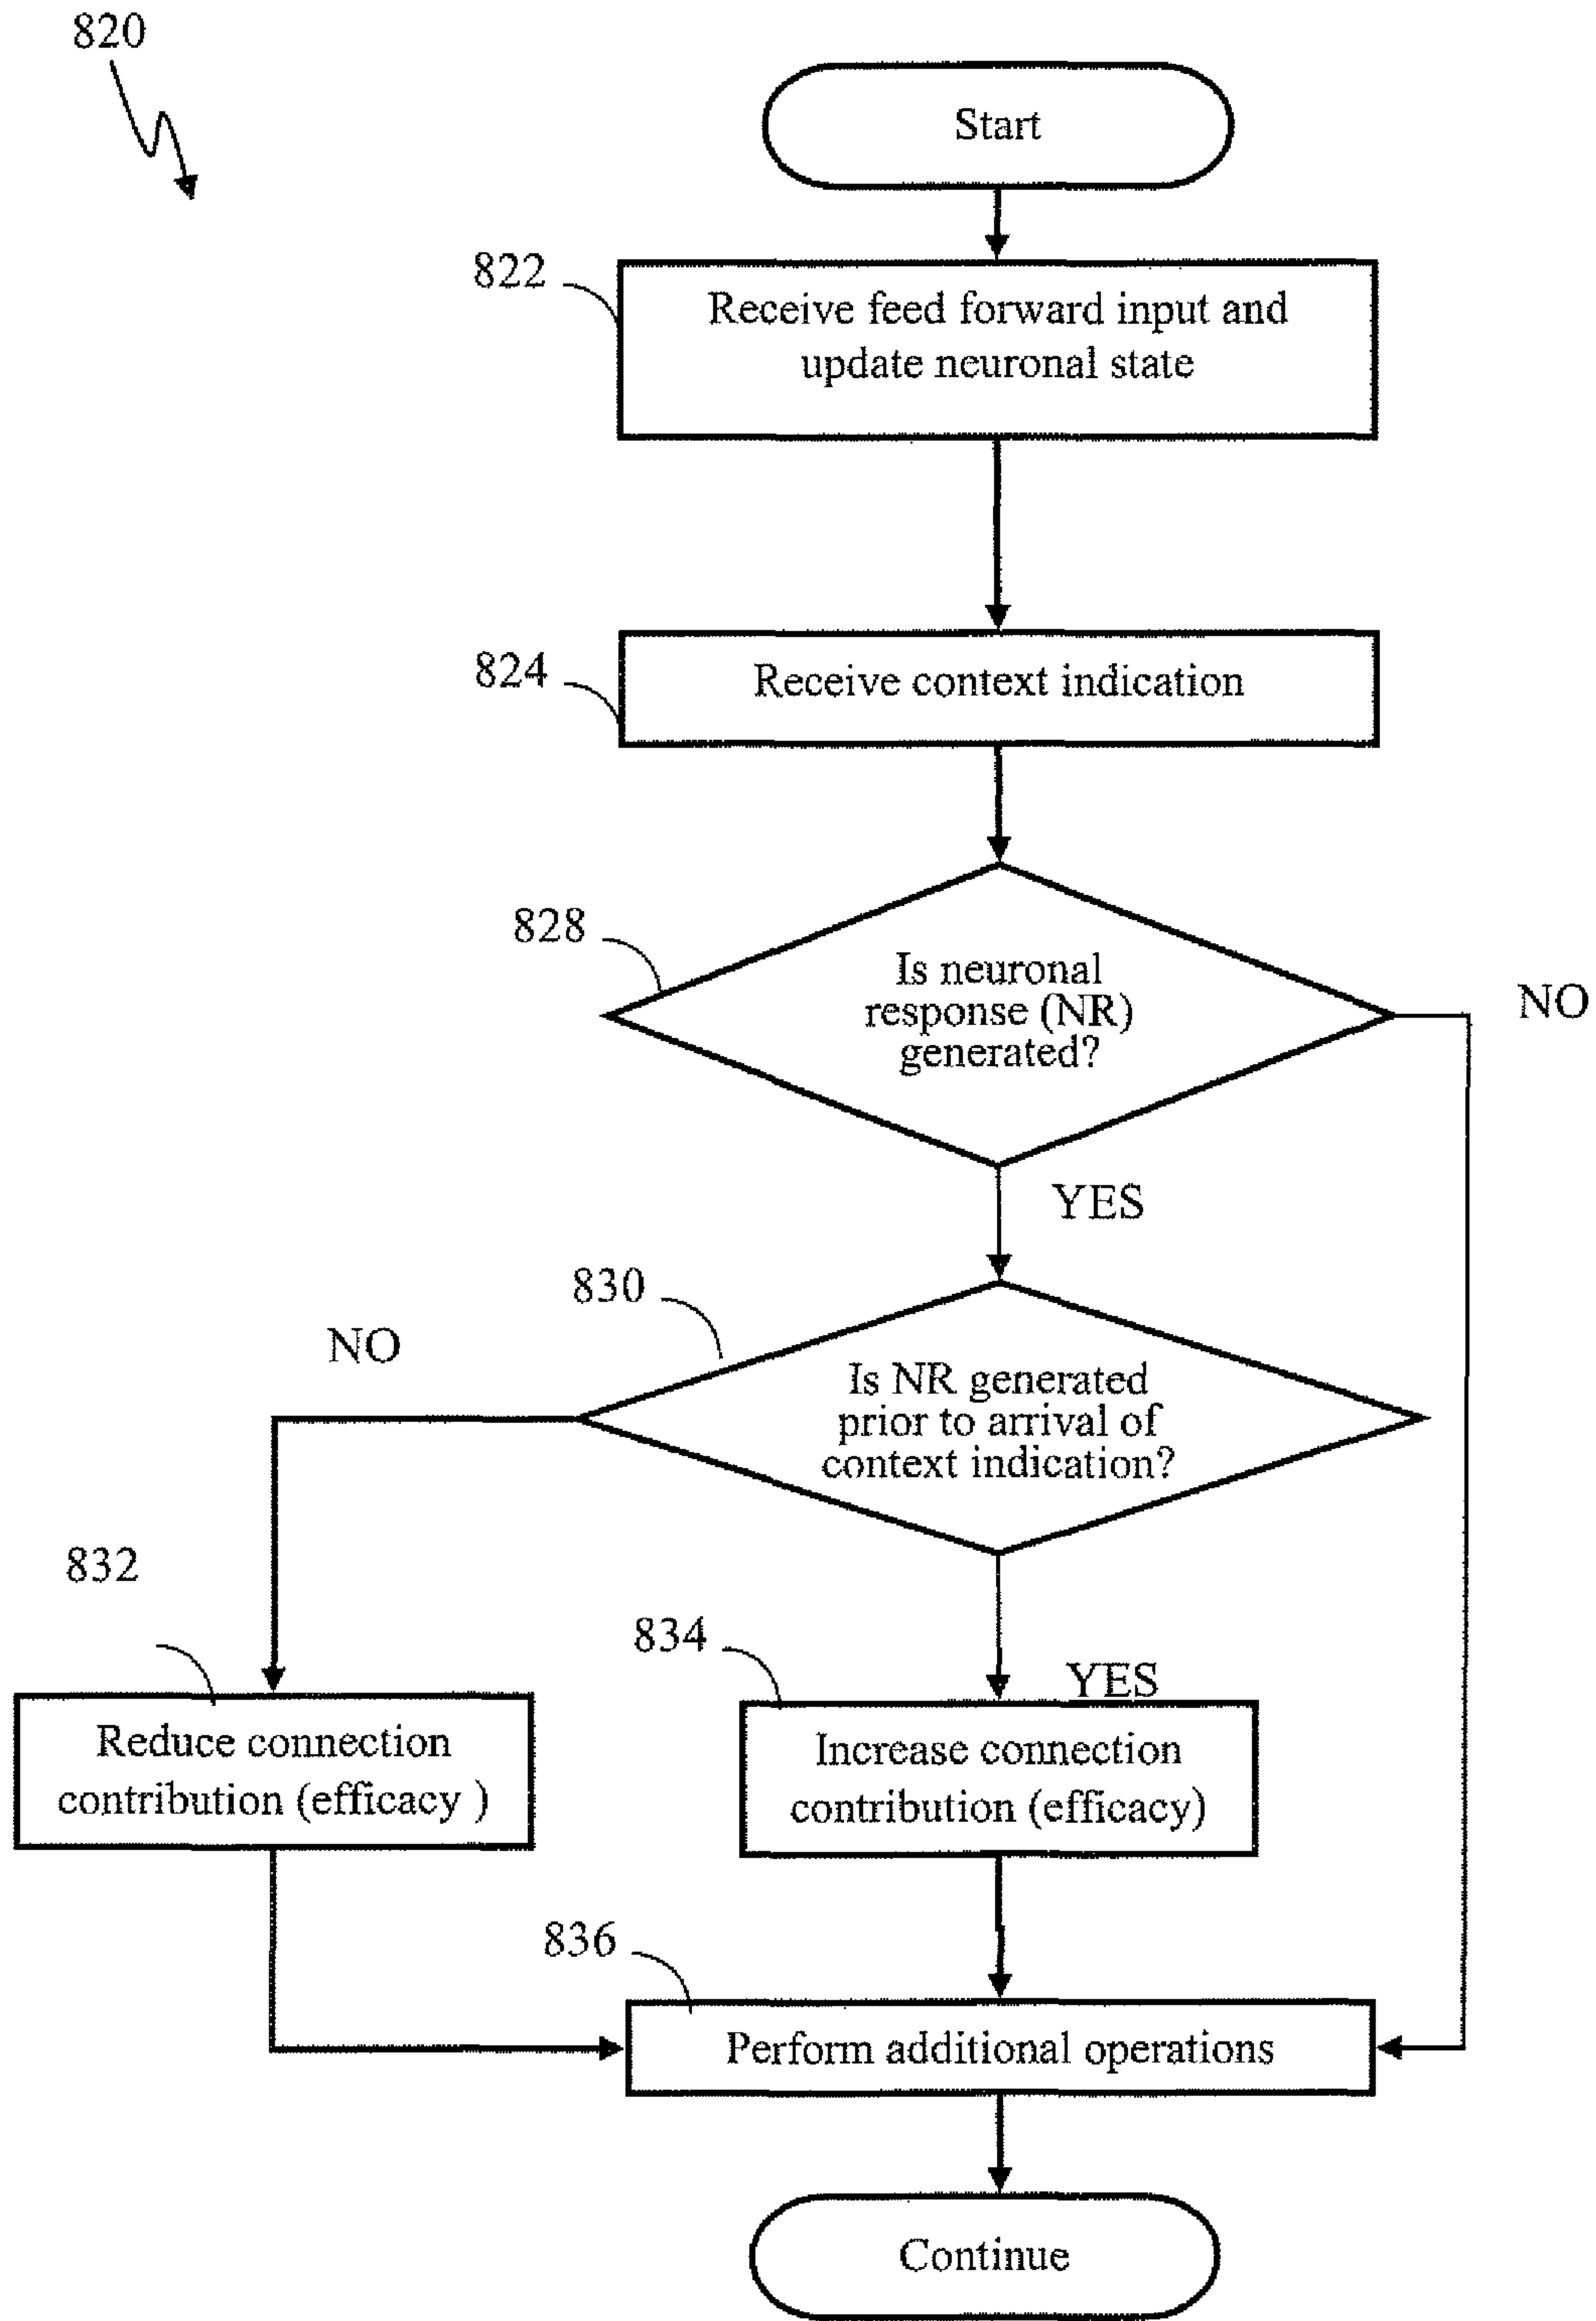 820
Start
822
Receive feed forward input and
update neuronal state
824
Receive context indication
828
Is neuronal
response (NR)
generated?
NO
YES
830
NO
Is NR generated
prior to arrival of
context indication?
832
834
YES
Reduce connection
contribution (efficacy )
Increase connection
contribution (efficacy)
836
Perform additional operations
Continue